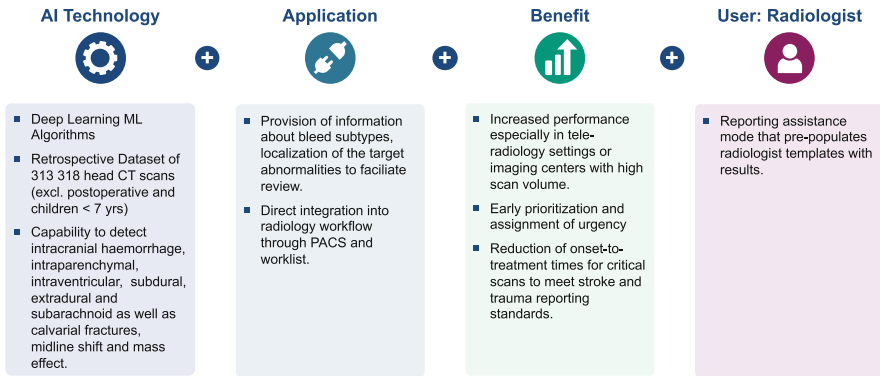 AI Technology
Application
Benefit
User: Radiologist
Deep Learning ML
Algorithms
Retrospective Dataset of
313 318 head CT scans
(excl. postoperative and
children < 7 yrs)
Capability to detect
intracranial haemorrhage,
intraparenchymal,
intraventricular, subdural,
extradural and
subarachnoid as well as
calvarial fractures,
midline shift and mass
effect.
Provision of information
about bleed subtypes,
localization of the target
abnormalities to faciliate
review.
Direct integration into
radiology workflow
through PACS and
worklist.
Increased performance
especially in tele-
radiology settings or
imaging centers with high
scan volume.
Early prioritization and
assignment of urgency
Reduction of onset-to-
treatment times for critical
scans to meet stroke and
trauma reporting
standards.
Reporting assistance
mode that pre-populates
radiologist templates with
results.